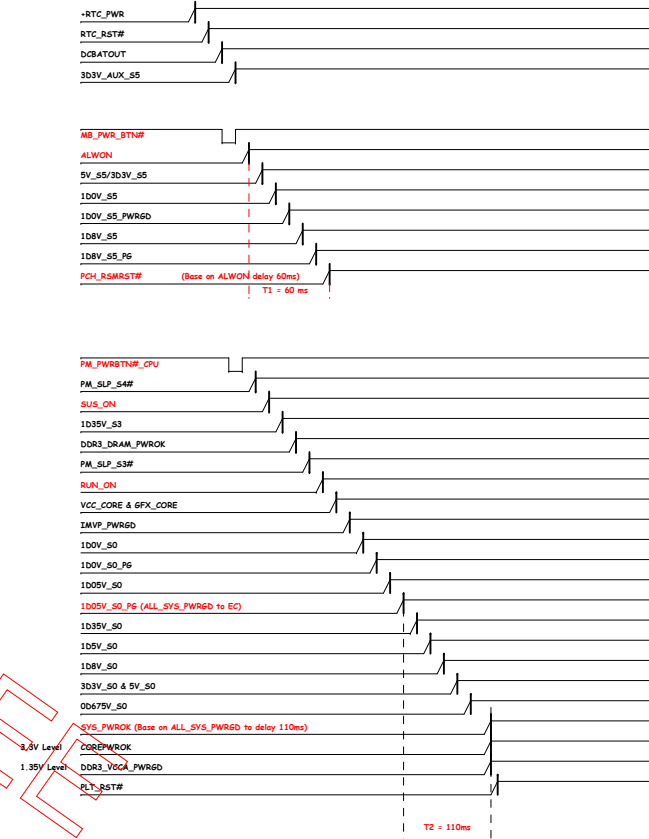 +RTC_PWR
RTC_RST#
DCBATOUT
3D3V_AUX_S5
MB_PWR_BTN#
ALWON
5V_S5/3D3V_S5
1D0V_S5
1D0V_S5_PWRGD
1D8V_S5
1D8V_S5_PG
PCH_RSMRST# (Base on ALWON delay 60ms)
T1 = 60 ms
PM_PWRBTN#_CPU
PM_SLP_S4#
SUS_ON
1D35V_S3
DDR3_DRAM_PWROK
PM_SLP_S3#
RUN_ON
VCC_CORE & GFX_CORE
IMVP_PWRGD
1D0V_S0
1D0V_S0_PG
1D05V_S0
1D05V_S0_PG (ALL_SYS_PWRGD to EC)
1D35V_S0
1D5V_S0
1D8V_S0
3D3V_S0 & 5V_S0
0D675V_S0
SYS_PWROK (Base on ALL_SYS_PWRGD to delay 110ms)
3.3V Level COREPWROK
1.35V Level DDR3_VCCA_PWRGD
PLT_RST#
T2 = 110ms